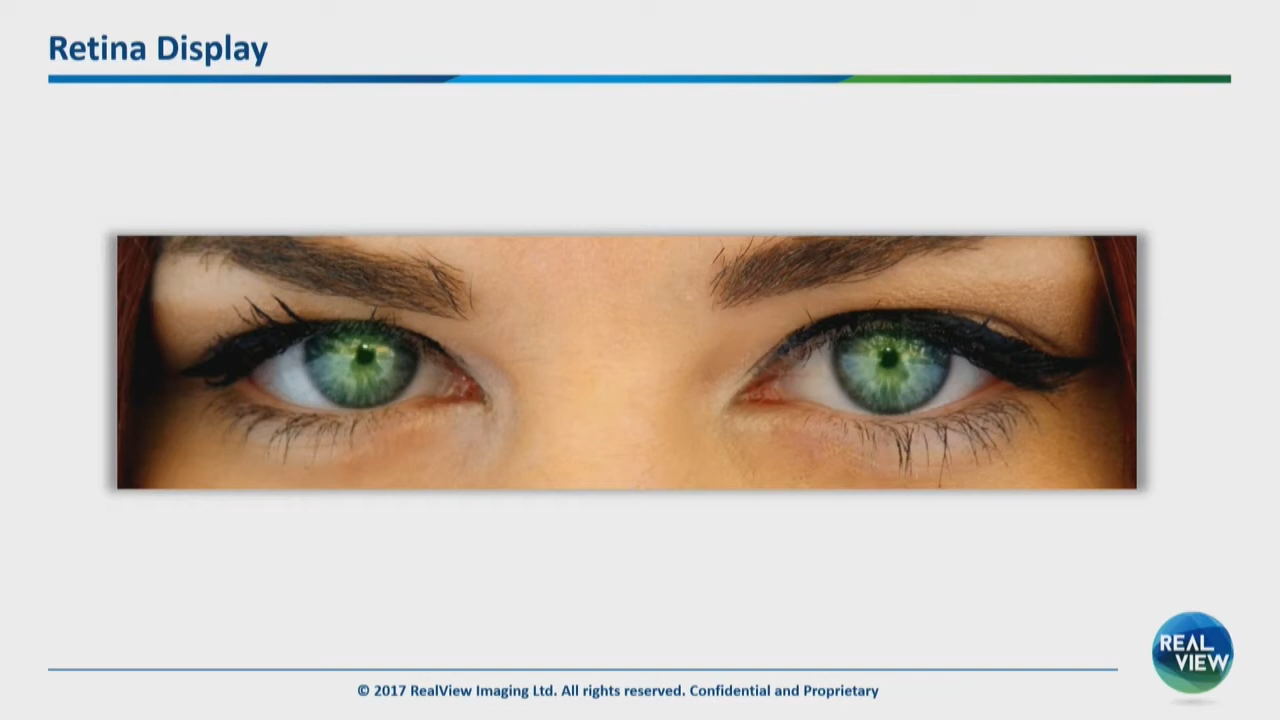 Retina Display
REAL
VIEW
© 2017 RealView Imaging Ltd. All rights reserved. Confidential and Proprietary